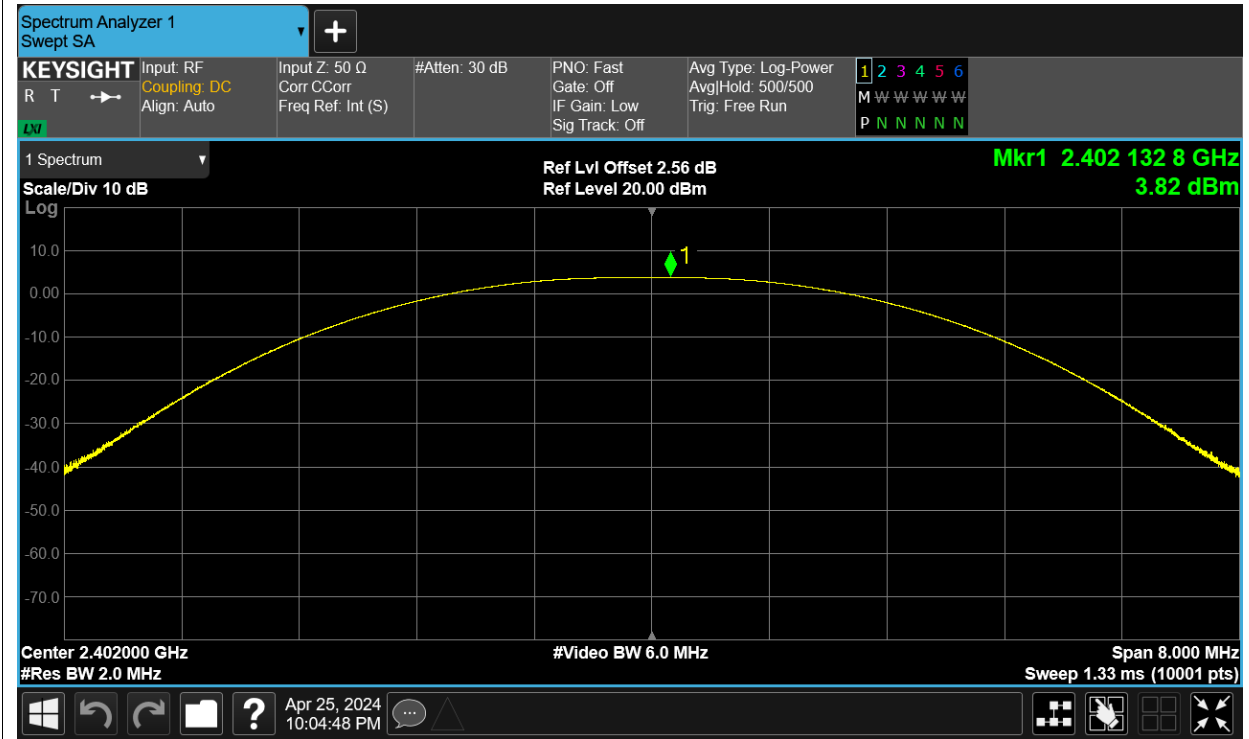 Spectrum Analyzer 1
Swept SA
KEYSIGHT
R T
LXI
Input: RF
Coupling: DC
Align: Auto
Input Z: 50 Ω
Corr CCorr
Freq Ref: Int (S)
#Atten: 30 dB
PNO: Fast
Gate: Off
IF Gain: Low
Sig Track: Off
Avg Type: Log-Power
Avg|Hold: 500/500
Trig: Free Run
1 2 3 4 5 6
M W W W W W
P N N N N N
1 Spectrum
Scale/Div 10 dB
Log
Ref Lvl Offset 2.56 dB
Ref Level 20.00 dBm
Mkr1 2.402 132 8 GHz
3.82 dBm
1
10.0
0.00
-10.0
-20.0
-30.0
-40.0
-50.0
-60.0
-70.0
Center 2.402000 GHz
#Res BW 2.0 MHz
#Video BW 6.0 MHz
Span 8.000 MHz
Sweep 1.33 ms (10001 pts)
?
Apr 25, 2024
10:04:48 PM